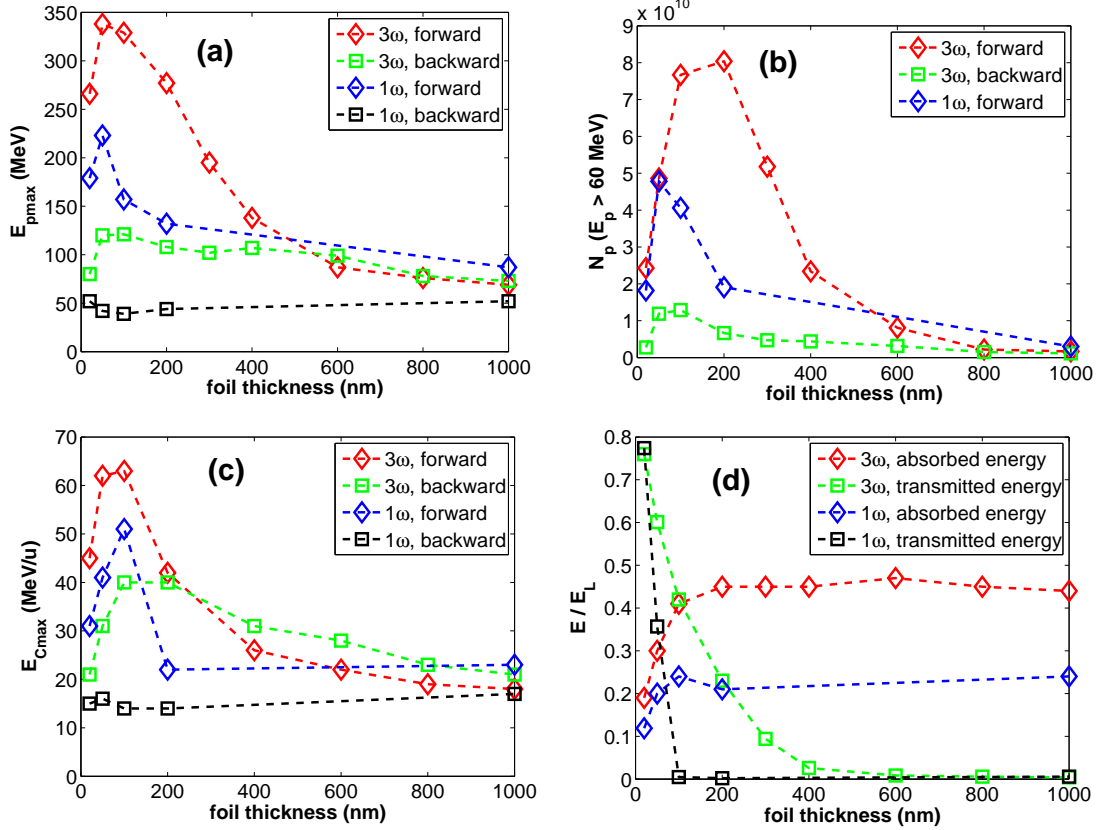 (a)
3ω, forward
3ω, backward
1ω, forward
1ω, backward
350
300
250
200
150
100
50
0
E_pmax (MeV)
0 200 400 600 800 1000
foil thickness (nm)
x 10^10
(b)
3ω, forward
3ω, backward
1ω, forward
9
8
7
6
5
4
3
2
1
0
N_p (E_p > 60 MeV)
0 200 400 600 800 1000
foil thickness (nm)
(c)
3ω, forward
3ω, backward
1ω, forward
1ω, backward
70
60
50
40
30
20
10
0
E_Cmax (MeV/u)
0 200 400 600 800 1000
foil thickness (nm)
(d)
3ω, absorbed energy
3ω, transmitted energy
1ω, absorbed energy
1ω, transmitted energy
0.8
0.7
0.6
0.5
0.4
0.3
0.2
0.1
0
E / E_L
0 200 400 600 800 1000
foil thickness (nm)